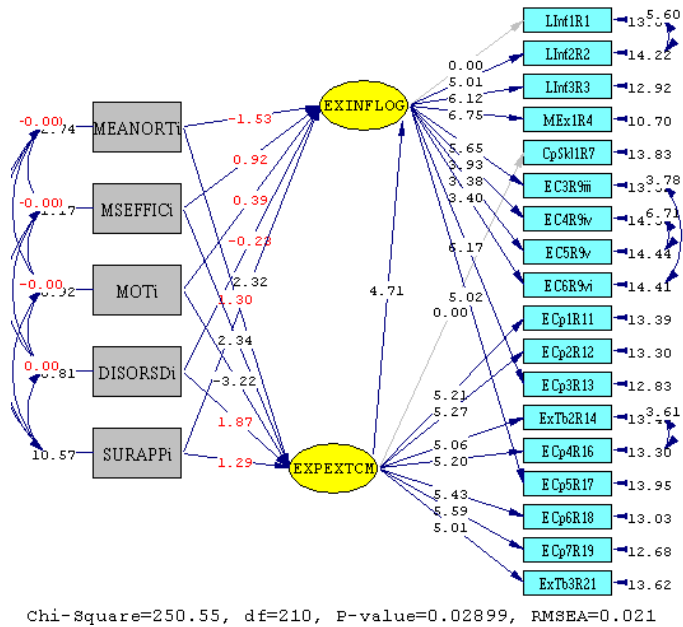 5.60
LInf1R1
LInf2R2
14.22
0.00
5.01
LInf3R3
12.92
6.12
6.75
MEx1R4
10.70
EXINFLOG
-0.00
MEANORTi
-1.53
CpSkl1R7
13.83
5.65
3.93
3.38
3.40
EC3R9iii
3.78
0.92
-0.00
MSEFFICi
0.39
EC4R9iv
6.71
-0.23
6.17
EC5R9v
14.44
2.32
EC6R9vi
14.41
-0.00
MOTi
1.30
4.71
5.02
0.00
ECp1R11
13.39
2.34
ECp2R12
13.30
0.00
DISORSDi
-3.22
ECp3R13
12.83
1.87
5.21
5.27
ExTb2R14
3.61
5.06
5.20
ECp4R16
13.30
10.57
SURAPPi
1.29
EXPEXTCM
ECp5R17
13.95
5.43
5.59
5.01
ECp6R18
13.03
ECp7R19
12.68
ExTb3R21
13.62
Chi-Square=250.55, df=210, P-value=0.02899, RMSEA=0.021